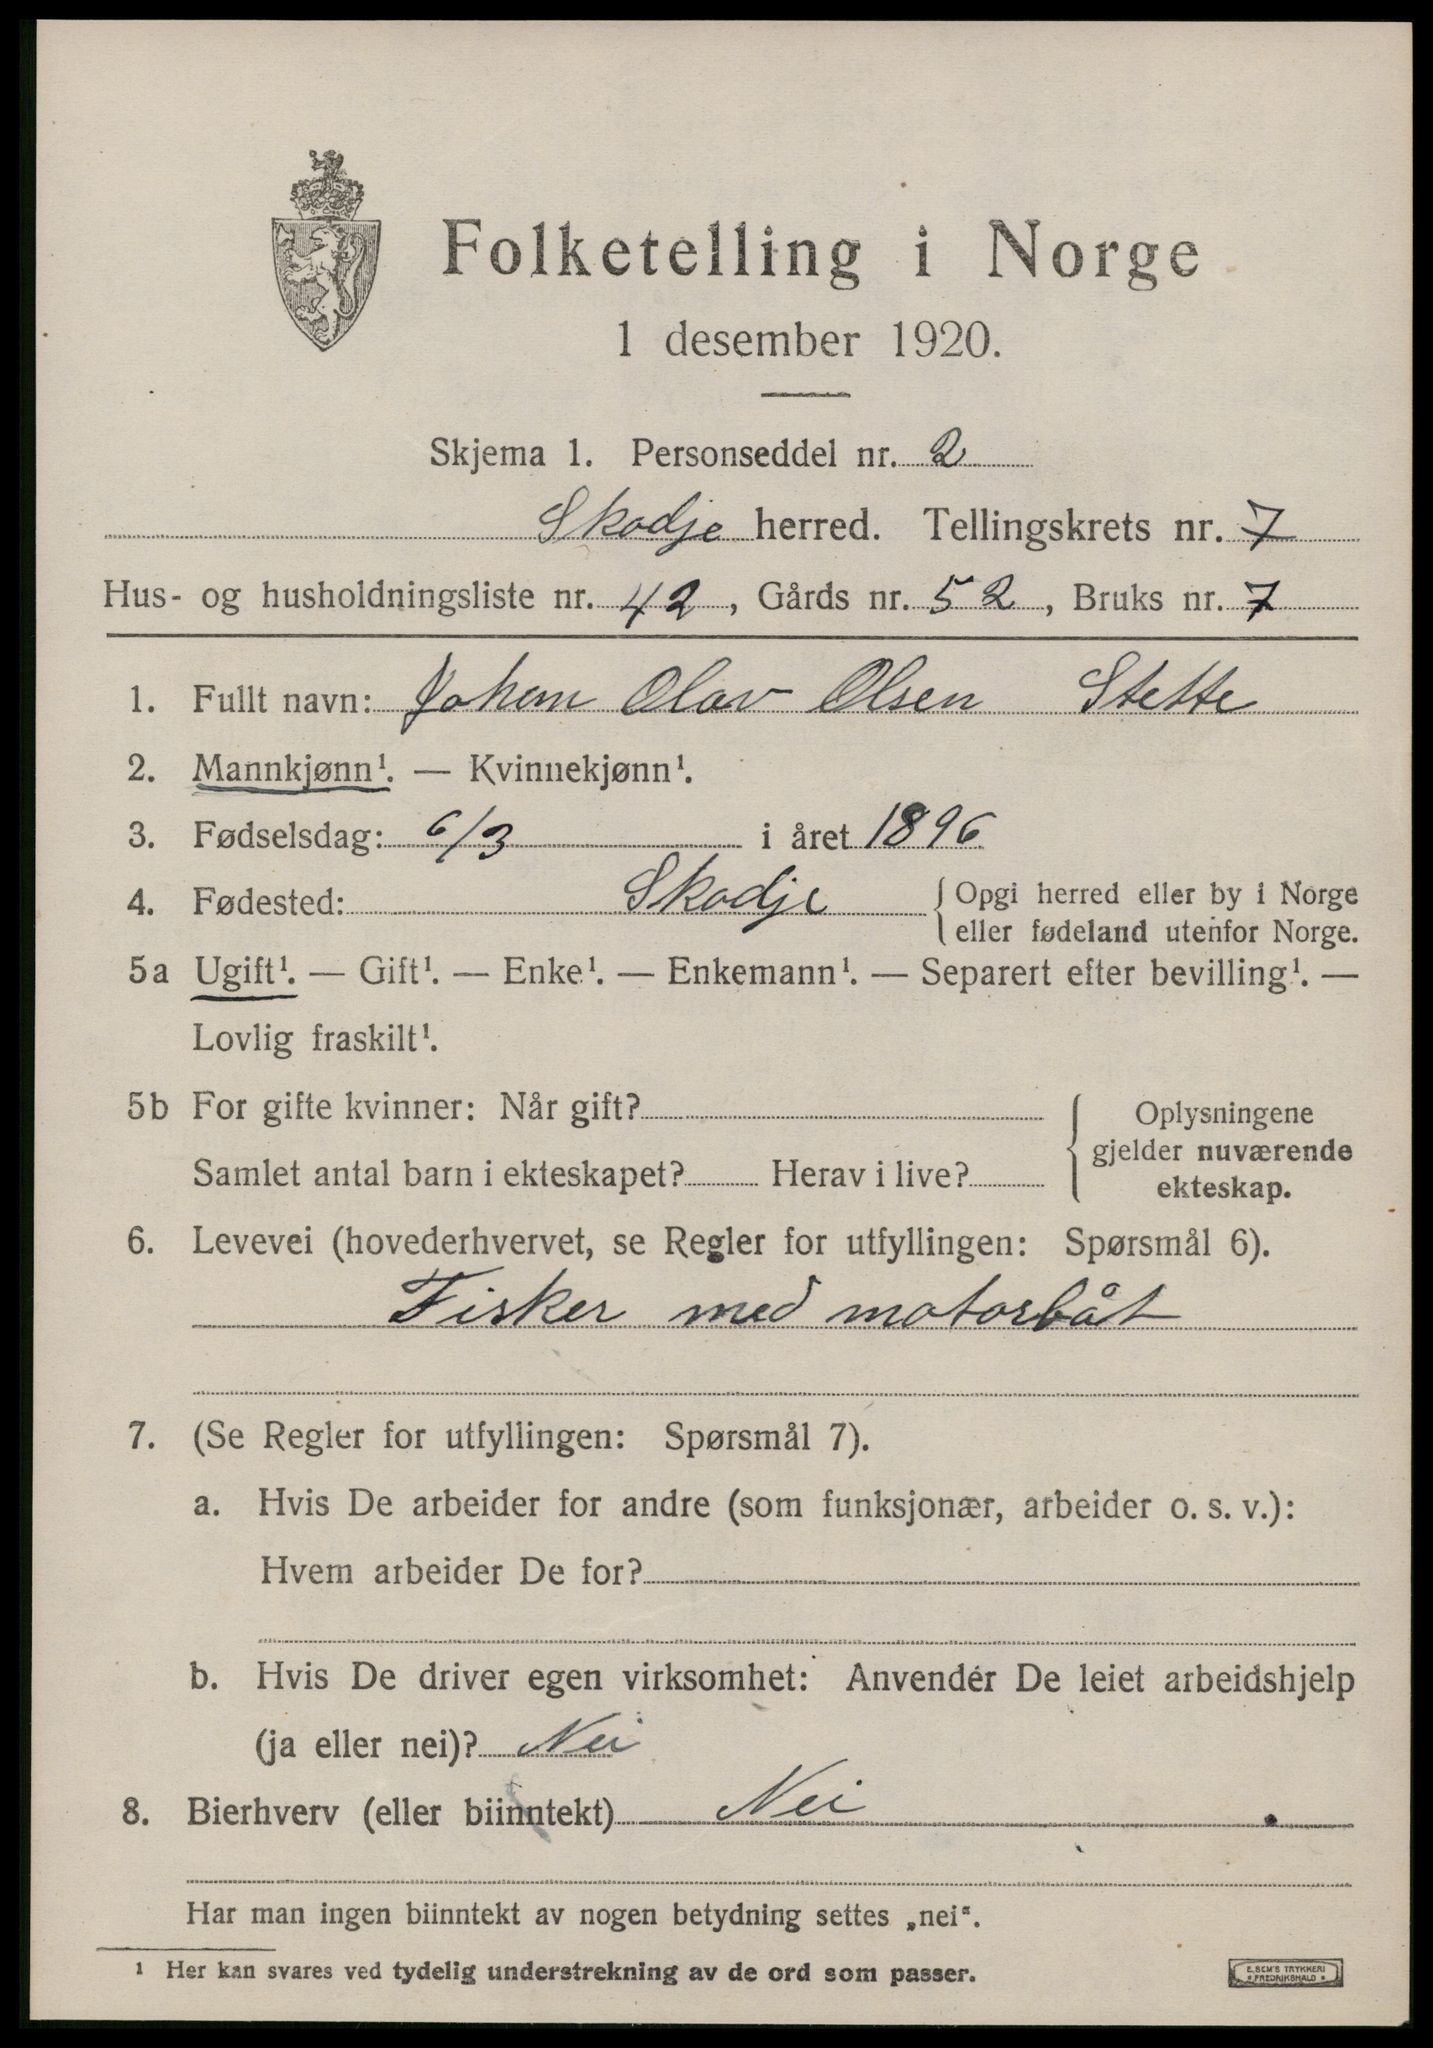 Folketelling i Norge
1 desember 1920.
Skjema 1. Personseddel nr. 2
Skodje herred. Tellingskrets nr. 7
Hus- og husholdningsliste nr. 42, Gårds nr. 52, Bruks nr. 7
1. Fullt navn: Johan Olav Olsen Stette
2. Mannkjønn¹. — Kvinnekjønn¹.
3. Fødselsdag: 6/3 i året 1896
4. Fødested: Skodje { Opgi herred eller by i Norge
eller fødeland utenfor Norge.
5a Ugift¹. — Gift¹. — Enke¹. — Enkemann¹. — Separert efter bevilling¹. —
Lovlig fraskilt¹.
5b For gifte kvinner: Når gift?
Samlet antal barn i ekteskapet? Herav i live?
Oplysningene
gjelder nuværende
ekteskap.
6. Levevei (hovederhvervet, se Regler for utfyllingen: Spørsmål 6).
Fisker med motorbåt
7. (Se Regler for utfyllingen: Spørsmål 7).
a. Hvis De arbeider for andre (som funksjonær, arbeider o. s. v.):
Hvem arbeider De for?
b. Hvis De driver egen virksomhet: Anvender De leiet arbeidshjelp
(ja eller nei)? Nei
8. Bierhverv (eller biinntekt) Nei
Har man ingen biinntekt av nogen betydning settes „nei“.
¹ Her kan svares ved tydelig understrekning av de ord som passer.
E. SEM'S TRYKKERI
FREDRIKSHALD